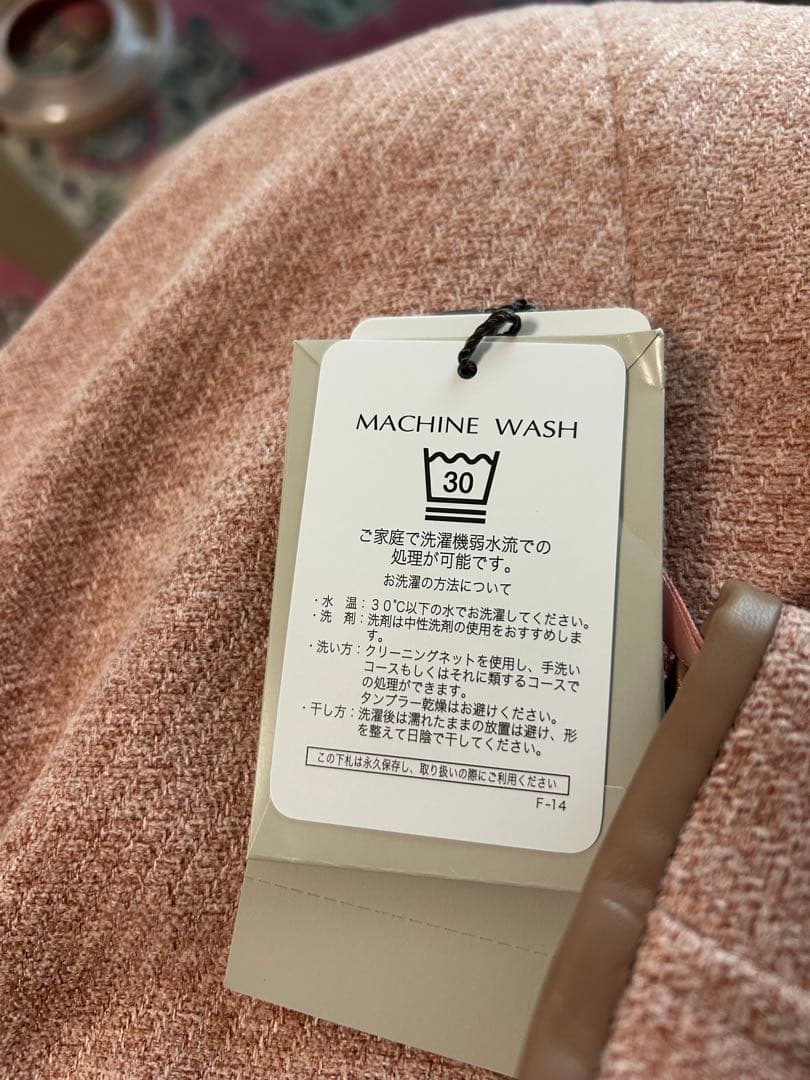 MACHINE WASH
30
ご家庭で洗濯機弱水流での
処理が可能です。
お洗濯の方法について
・水　温：３０℃以下の水でお洗濯してください。
・洗　剤：洗剤は中性洗剤の使用をおすすめしま
す。
・洗い方：クリーニングネットを使用し、手洗い
コースもしくはそれに類するコースで
の処理ができます。
タンブラー乾燥はお避けください。
・干し方：洗濯後は濡れたままの放置は避け、形
を整えて日陰で干してください。
この下札は永久保存し、取り扱いの際にご利用ください
F-14